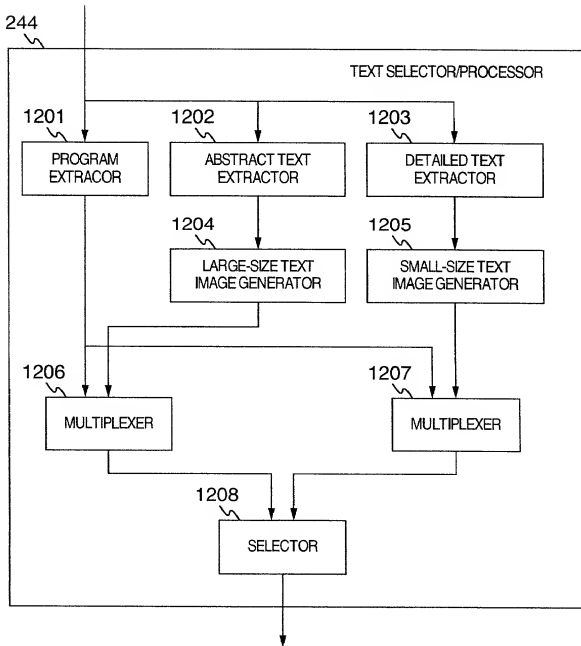 244
TEXT SELECTOR/PROCESSOR
1201
1202
1203
PROGRAM
EXTRACOR
ABSTRACT TEXT
EXTRACTOR
DETAILED TEXT
EXTRACTOR
1204
1205
LARGE-SIZE TEXT
IMAGE GENERATOR
SMALL-SIZE TEXT
IMAGE GENERATOR
1206
1207
MULTIPLEXER
MULTIPLEXER
1208
SELECTOR